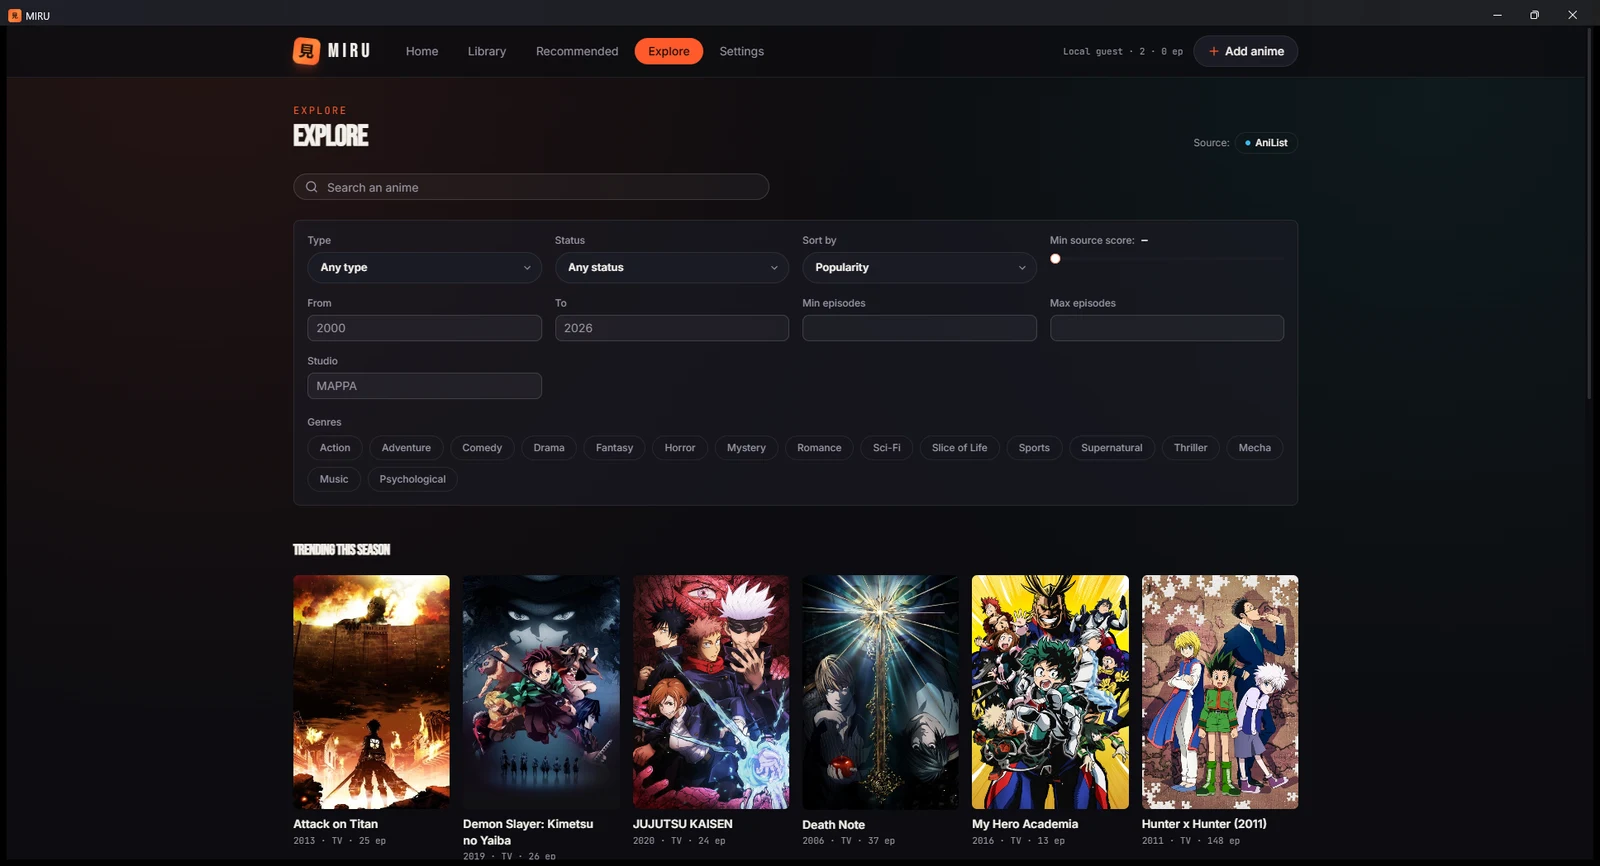 見 MIRU
見 MIRU Home Library Recommended Explore Settings Local guest · 2 · 0 ep + Add anime
EXPLORE
EXPLORE
Source: AniList
Search an anime
Type Status Sort by Min source score: –
Any type Any status Popularity
From To Min episodes Max episodes
2000 2026
Studio
MAPPA
Genres
Action Adventure Comedy Drama Fantasy Horror Mystery Romance Sci-Fi Slice of Life Sports Supernatural Thriller Mecha
Music Psychological
TRENDING THIS SEASON
Attack on Titan
2013 · TV · 25 ep
Demon Slayer: Kimetsu
no Yaiba
2019 · TV · 26 ep
JUJUTSU KAISEN
2020 · TV · 24 ep
Death Note
2006 · TV · 37 ep
My Hero Academia
2016 · TV · 13 ep
Hunter x Hunter (2011)
2011 · TV · 148 ep